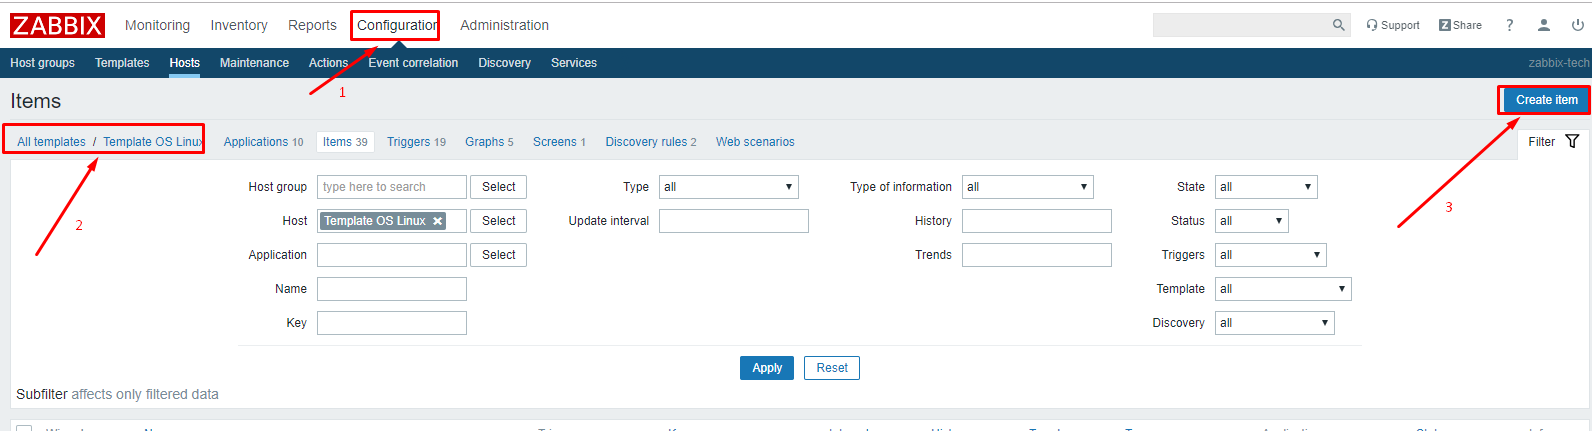 ZABBIX Monitoring Inventory Reports Configuration Administration Support Z Share ?
Host groups Templates Hosts Maintenance Actions Event correlation Discovery Services zabbix-tech
1
Items Create item
All templates / Template OS Linux Applications 10 Items 39 Triggers 19 Graphs 5 Screens 1 Discovery rules 2 Web scenarios Filter
Host group type here to search Select Type all Type of information all State all
Host Template OS Linux Select Update interval History Status all
2
3
Application Select Trends Triggers all
Name Template all
Key Discovery all
Apply Reset
Subfilter affects only filtered data